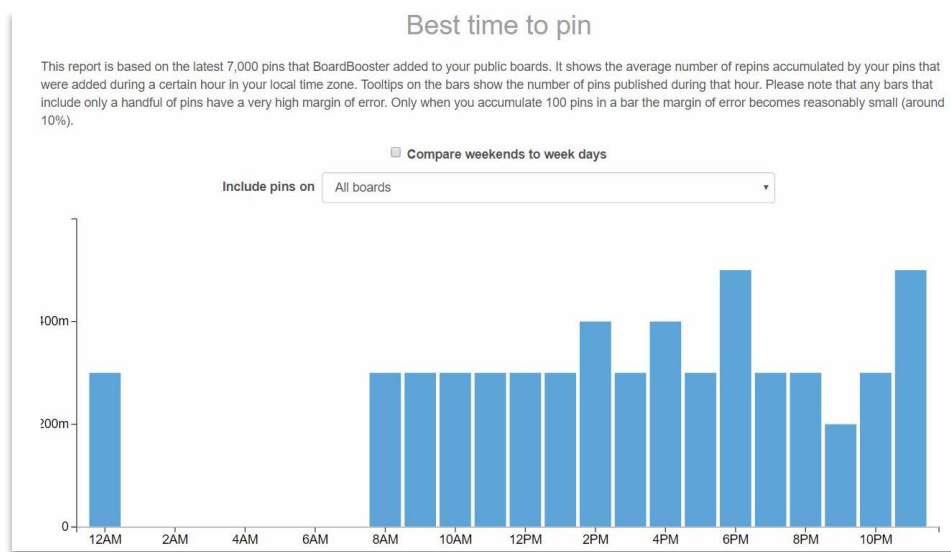 Best time to pin
This report is based on the latest 7,000 pins that BoardBooster added to your public boards. It shows the average number of repins accumulated by your pins that
were added during a certain hour in your local time zone. Tooltips on the bars show the number of pins published during that hour. Please note that any bars that
include only a handful of pins have a very high margin of error. Only when you accumulate 100 pins in a bar the margin of error becomes reasonably small (around
10%).
Compare weekends to week days
Include pins on All boards
400m
200m
0
12AM 2AM 4AM 6AM 8AM 10AM 12PM 2PM 4PM 6PM 8PM 10PM